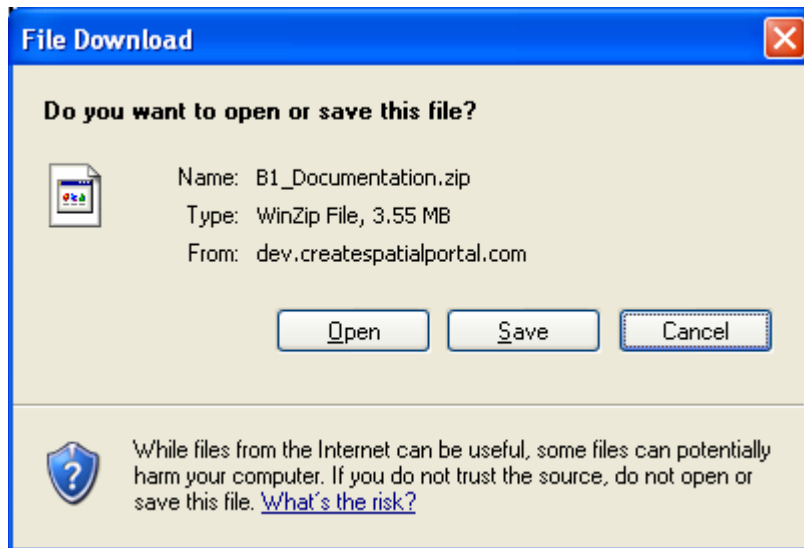 File Download
Do you want to open or save this file?
Name: B1_Documentation.zip
Type: WinZip File, 3.55 MB
From: dev.createspatialportal.com
Open Save Cancel
While files from the Internet can be useful, some files can potentially
harm your computer. If you do not trust the source, do not open or
save this file. What's the risk?